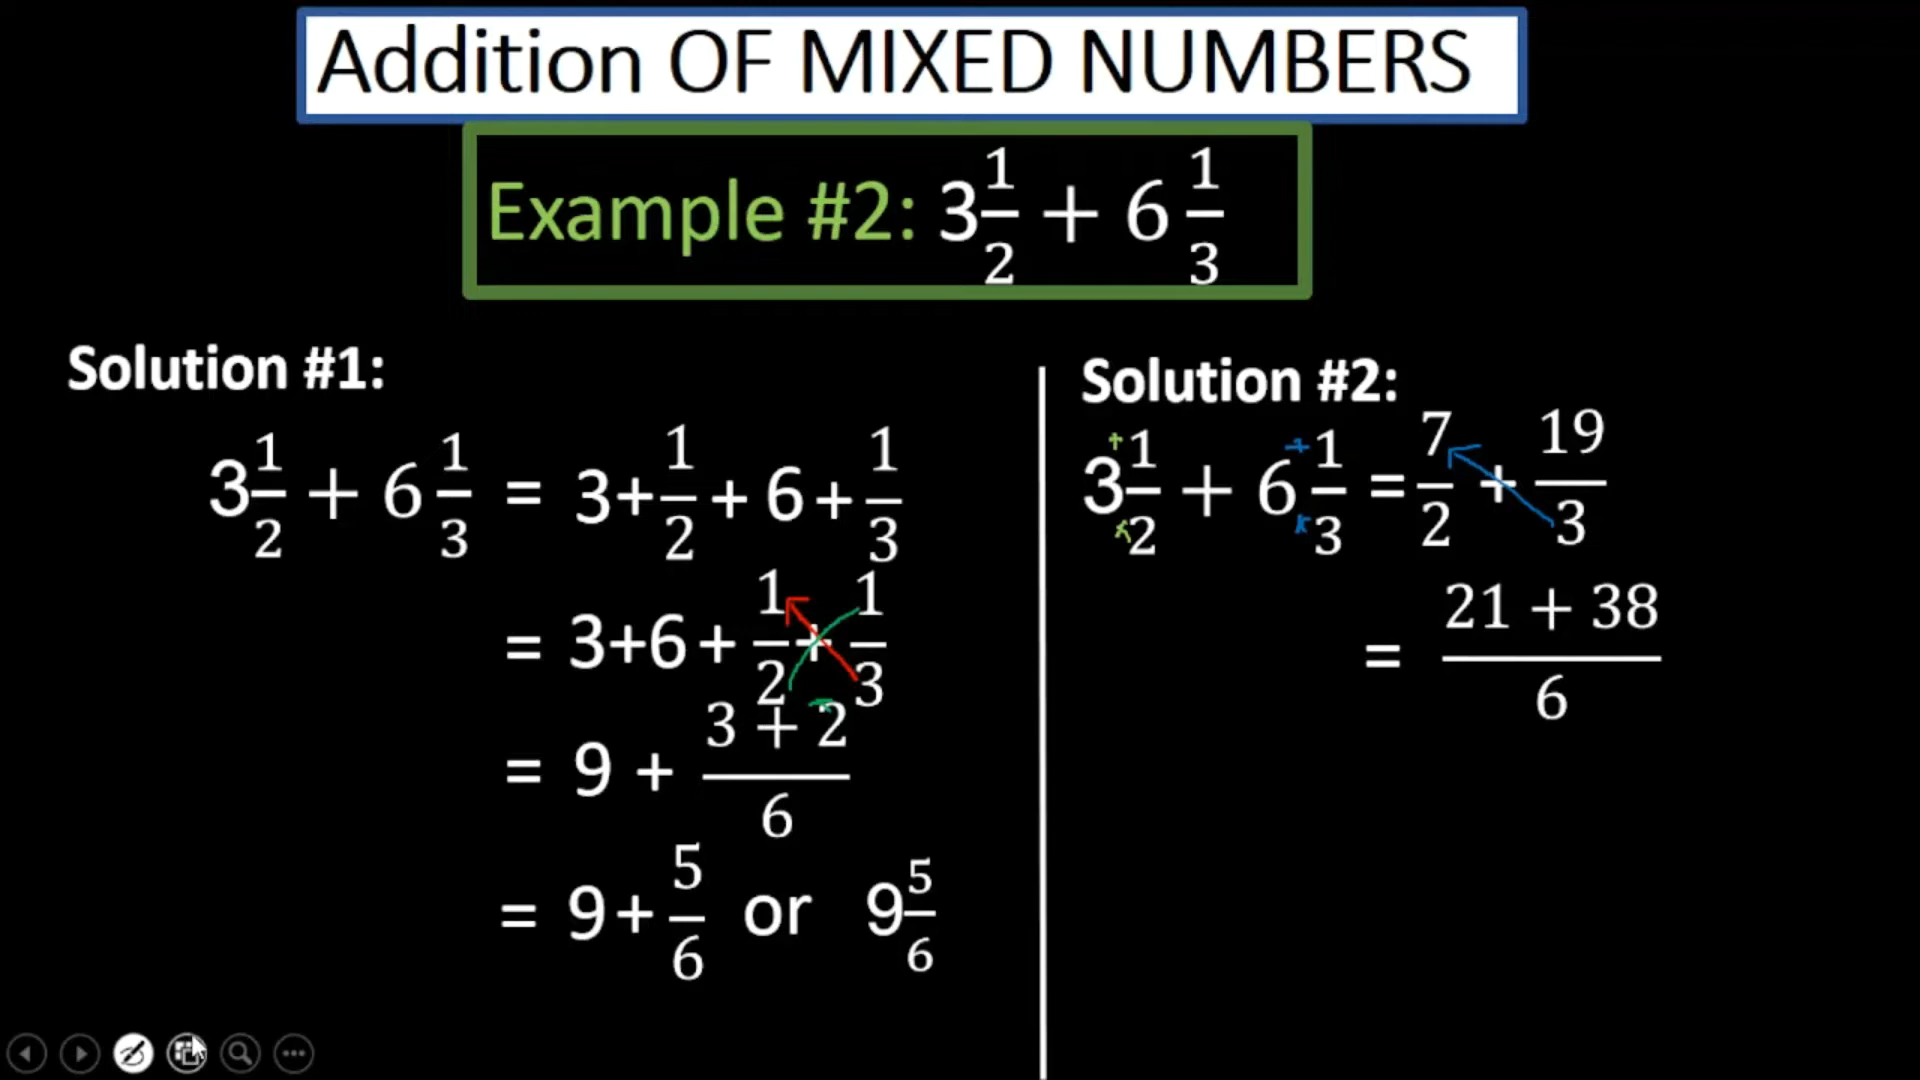 Addition OF MIXED NUMBERS
Example #2: 3 1/2 + 6 1/3
Solution #1:
3 1/2 + 6 1/3 = 3+ 1/2 + 6+ 1/3
= 3+6+ 1/2 + 1/3
= 9 + (3 + 2)/6
= 9+ 5/6 or 9 5/6
Solution #2:
3 1/2 + 6 1/3 = 7/2 + 19/3
= (21 + 38)/6